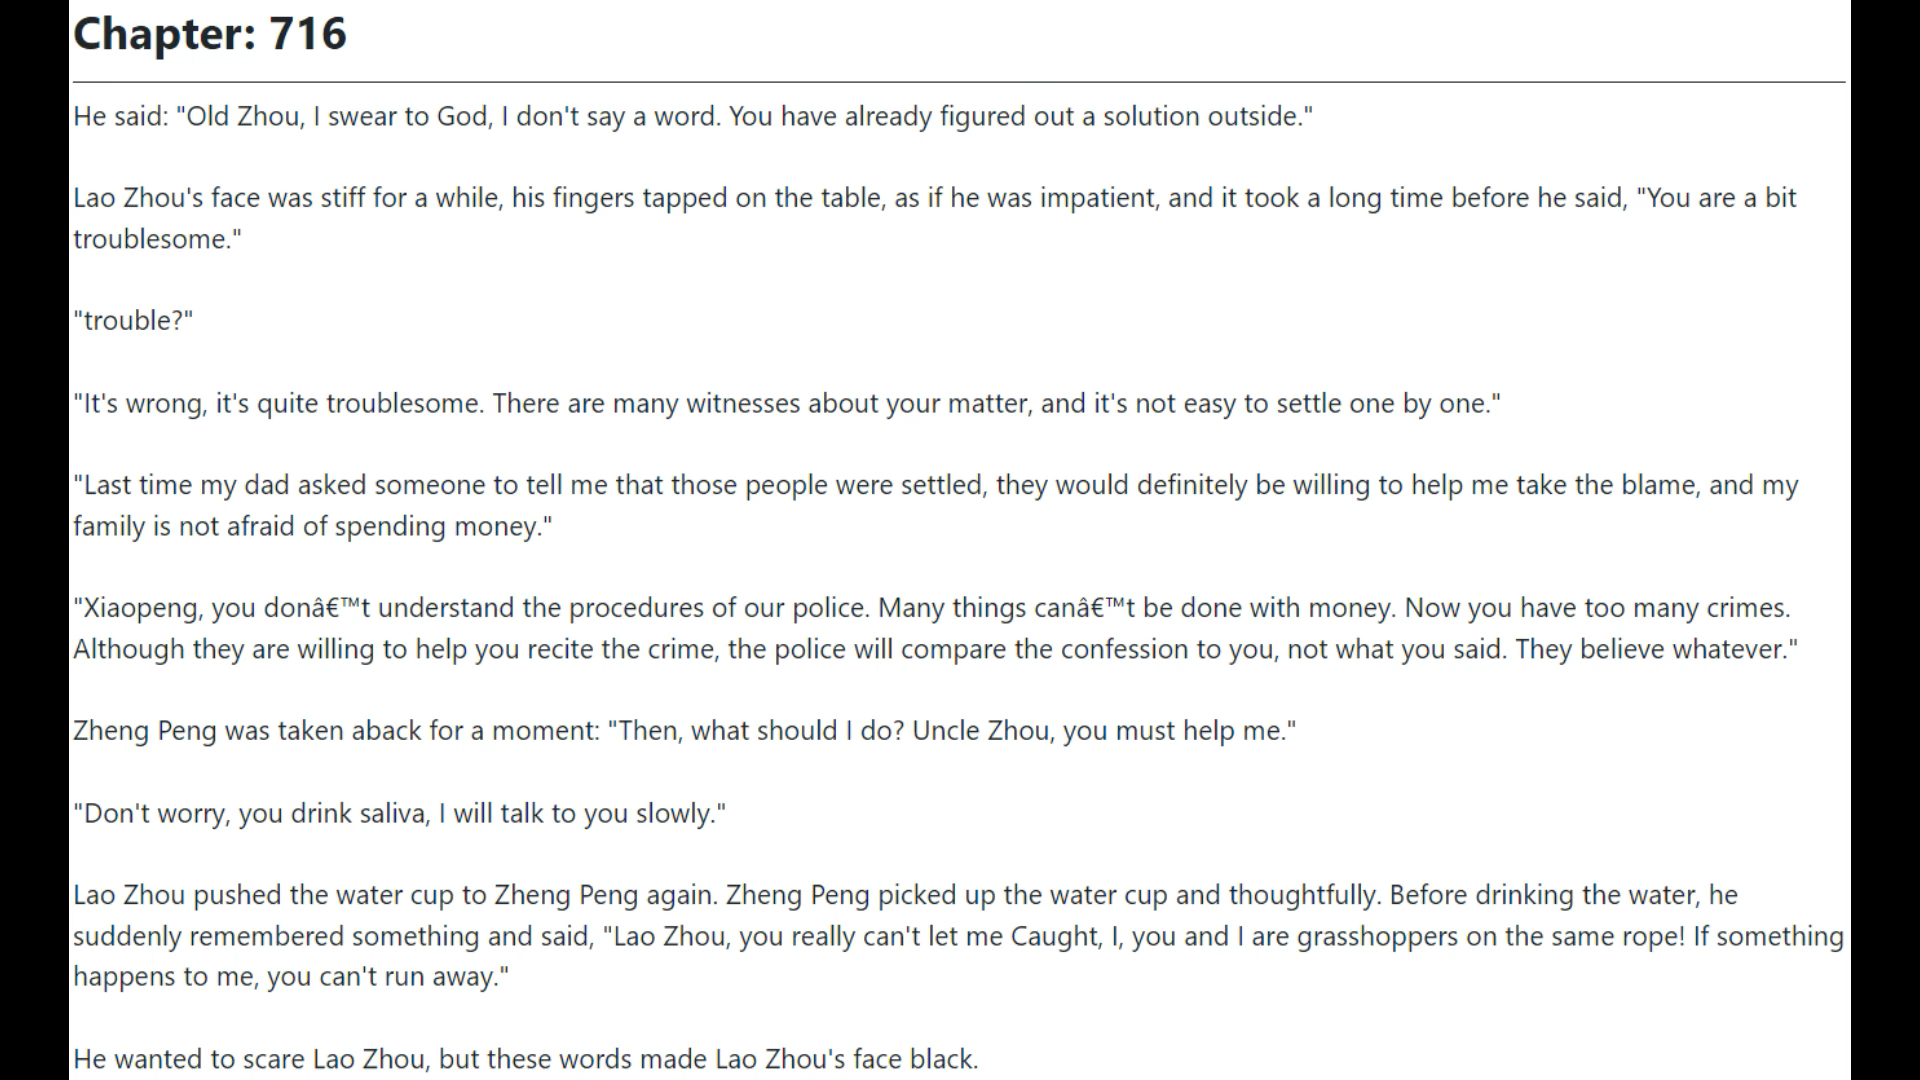 Chapter: 716
He said: "Old Zhou, I swear to God, I don't say a word. You have already figured out a solution outside."
Lao Zhou's face was stiff for a while, his fingers tapped on the table, as if he was impatient, and it took a long time before he said, "You are a bit
troublesome."
"trouble?"
"It's wrong, it's quite troublesome. There are many witnesses about your matter, and it's not easy to settle one by one."
"Last time my dad asked someone to tell me that those people were settled, they would definitely be willing to help me take the blame, and my
family is not afraid of spending money."
"Xiaopeng, you donâ€™t understand the procedures of our police. Many things canâ€™t be done with money. Now you have too many crimes.
Although they are willing to help you recite the crime, the police will compare the confession to you, not what you said. They believe whatever."
Zheng Peng was taken aback for a moment: "Then, what should I do? Uncle Zhou, you must help me."
"Don't worry, you drink saliva, I will talk to you slowly."
Lao Zhou pushed the water cup to Zheng Peng again. Zheng Peng picked up the water cup and thoughtfully. Before drinking the water, he
suddenly remembered something and said, "Lao Zhou, you really can't let me Caught, I, you and I are grasshoppers on the same rope! If something
happens to me, you can't run away."
He wanted to scare Lao Zhou, but these words made Lao Zhou's face black.